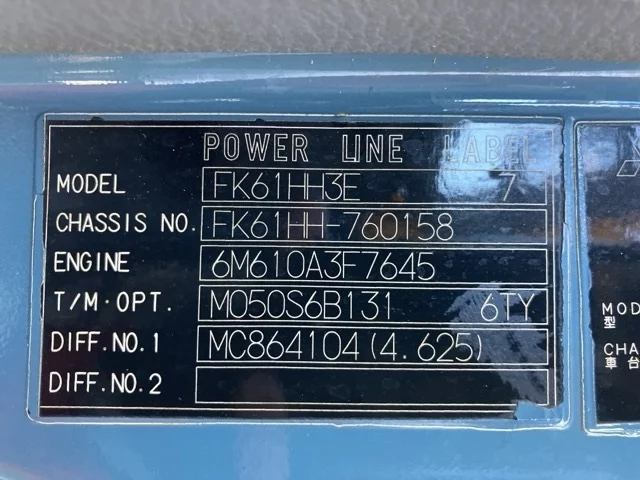 POWER LINE LABEL
MODEL FK61HH3E 7
CHASSIS NO. FK61HH-760158
ENGINE 6M610A3F7645
T/M·OPT. M050S6B131 6TY
DIFF.NO.1 MC864104(4.625)
DIFF.NO.2
MOD
型
CHA
車台